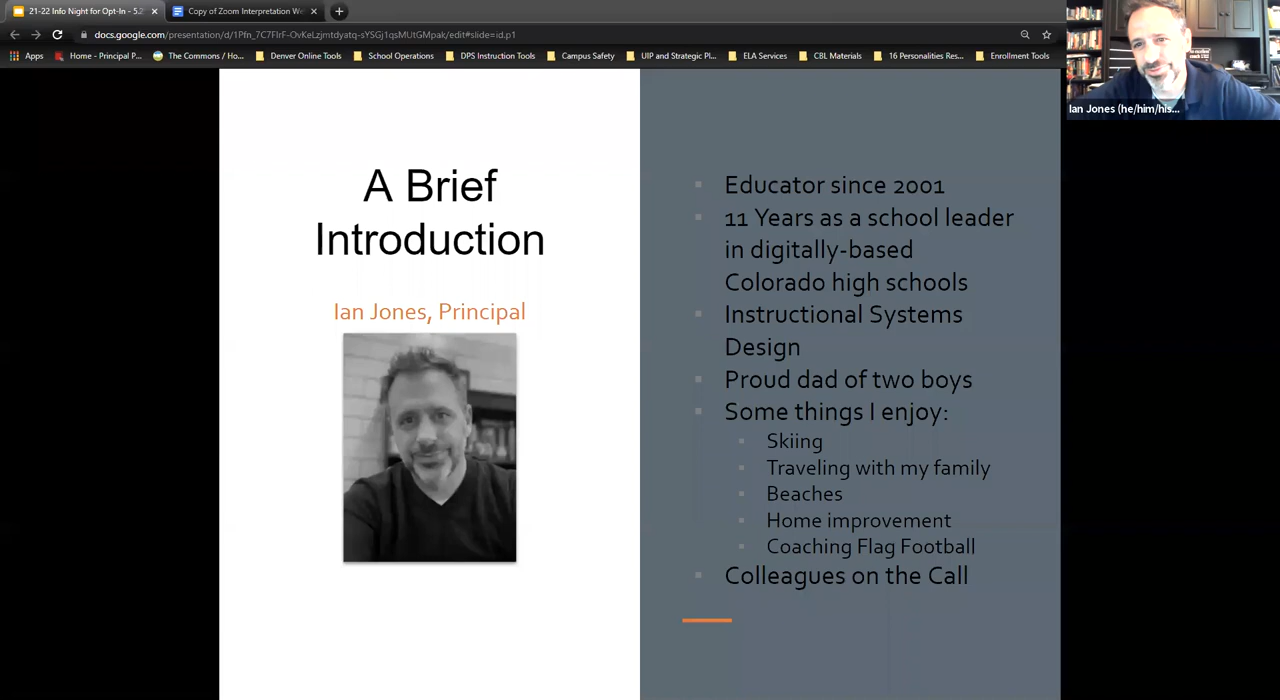 21-22 Info Night for Opt-In - 5.2
Copy of Zoom Interpretation We
docs.google.com/presentation/d/1Pfn_7C7FIrF-OvKeLzjmtdyatq-sYSGj1qsMUtGMpak/edit#slide=id.p1
Apps
Home - Principal P...
The Commons / Ho...
Denver Online Tools
School Operations
DPS Instruction Tools
Campus Safety
UIP and Strategic Pl...
ELA Services
CBL Materials
16 Personalities Res...
Enrollment Tools
Ian Jones (he/him/his...
A Brief
Introduction
Ian Jones, Principal
Educator since 2001
11 Years as a school leader
in digitally-based
Colorado high schools
Instructional Systems
Design
Proud dad of two boys
Some things I enjoy:
Skiing
Traveling with my family
Beaches
Home improvement
Coaching Flag Football
Colleagues on the Call